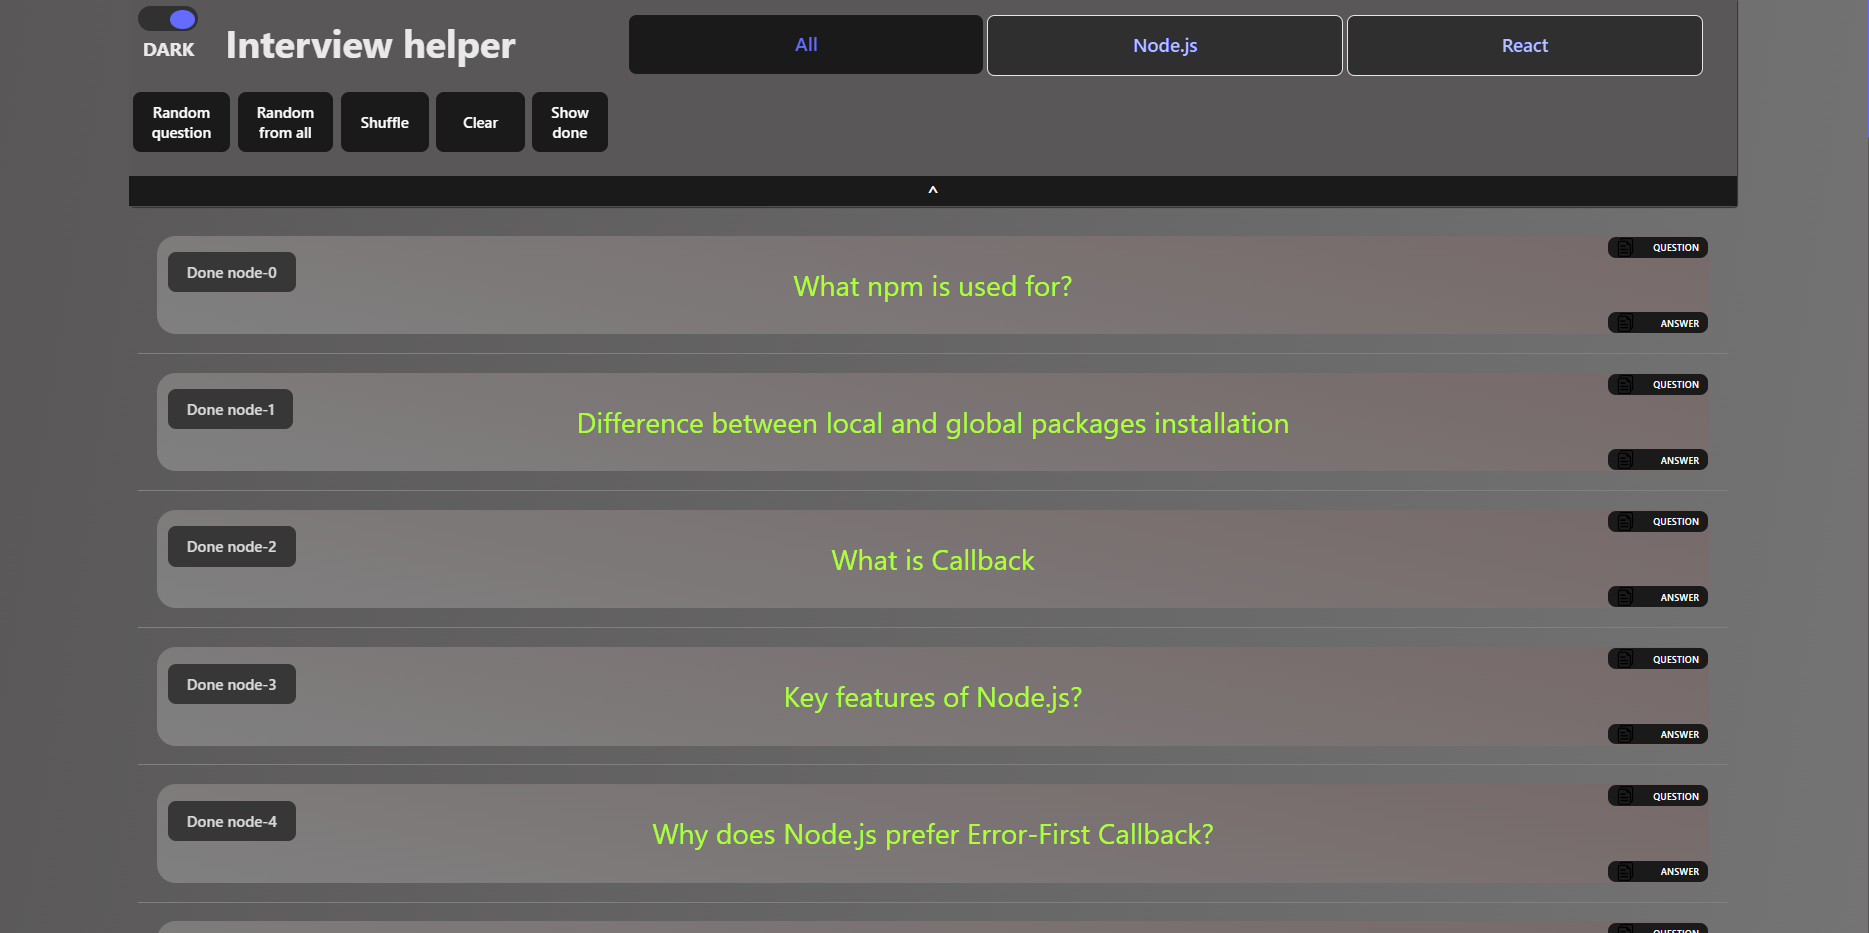 DARK
Interview helper
All
Node.js
React
Random
question
Random
from all
Shuffle
Clear
Show
done
^
Done node-0
What npm is used for?
QUESTION
ANSWER
Done node-1
Difference between local and global packages installation
QUESTION
ANSWER
Done node-2
What is Callback
QUESTION
ANSWER
Done node-3
Key features of Node.js?
QUESTION
ANSWER
Done node-4
Why does Node.js prefer Error-First Callback?
QUESTION
ANSWER
QUESTION